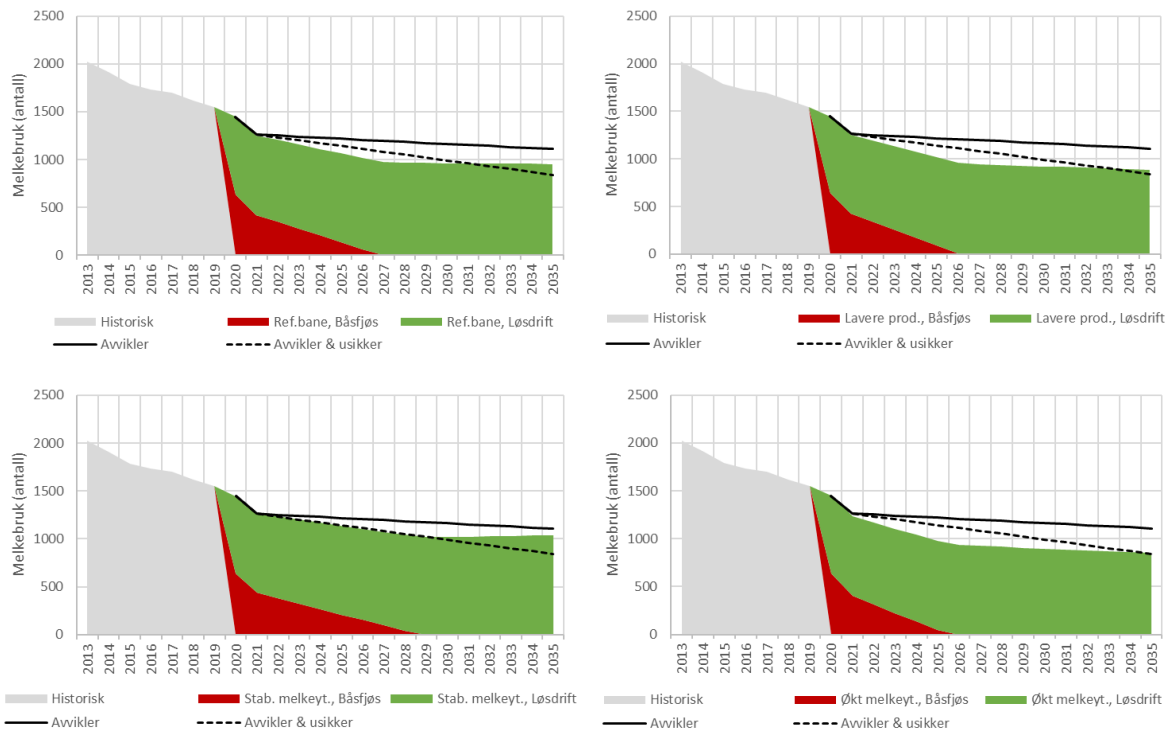 2500
2000
1500
1000
500
0
Melkebruk (antall)
2013 2014 2015 2016 2017 2018 2019 2020 2021 2022 2023 2024 2025 2026 2027 2028 2029 2030 2031 2032 2033 2034 2035
Historisk Ref.bane, Båsfjøs Ref.bane, Løsdrift
Avvikler Avvikler & usikker
2500
2000
1500
1000
500
0
Melkebruk (antall)
2013 2014 2015 2016 2017 2018 2019 2020 2021 2022 2023 2024 2025 2026 2027 2028 2029 2030 2031 2032 2033 2034 2035
Historisk Lavere prod., Båsfjøs Lavere prod., Løsdrift
Avvikler Avvikler & usikker
2500
2000
1500
1000
500
0
Melkebruk (antall)
2013 2014 2015 2016 2017 2018 2019 2020 2021 2022 2023 2024 2025 2026 2027 2028 2029 2030 2031 2032 2033 2034 2035
Historisk Stab. melkeyt., Båsfjøs Stab. melkeyt., Løsdrift
Avvikler Avvikler & usikker
2500
2000
1500
1000
500
0
Melkebruk (antall)
2013 2014 2015 2016 2017 2018 2019 2020 2021 2022 2023 2024 2025 2026 2027 2028 2029 2030 2031 2032 2033 2034 2035
Historisk Økt melkeyt., Båsfjøs Økt melkeyt., Løsdrift
Avvikler Avvikler & usikker